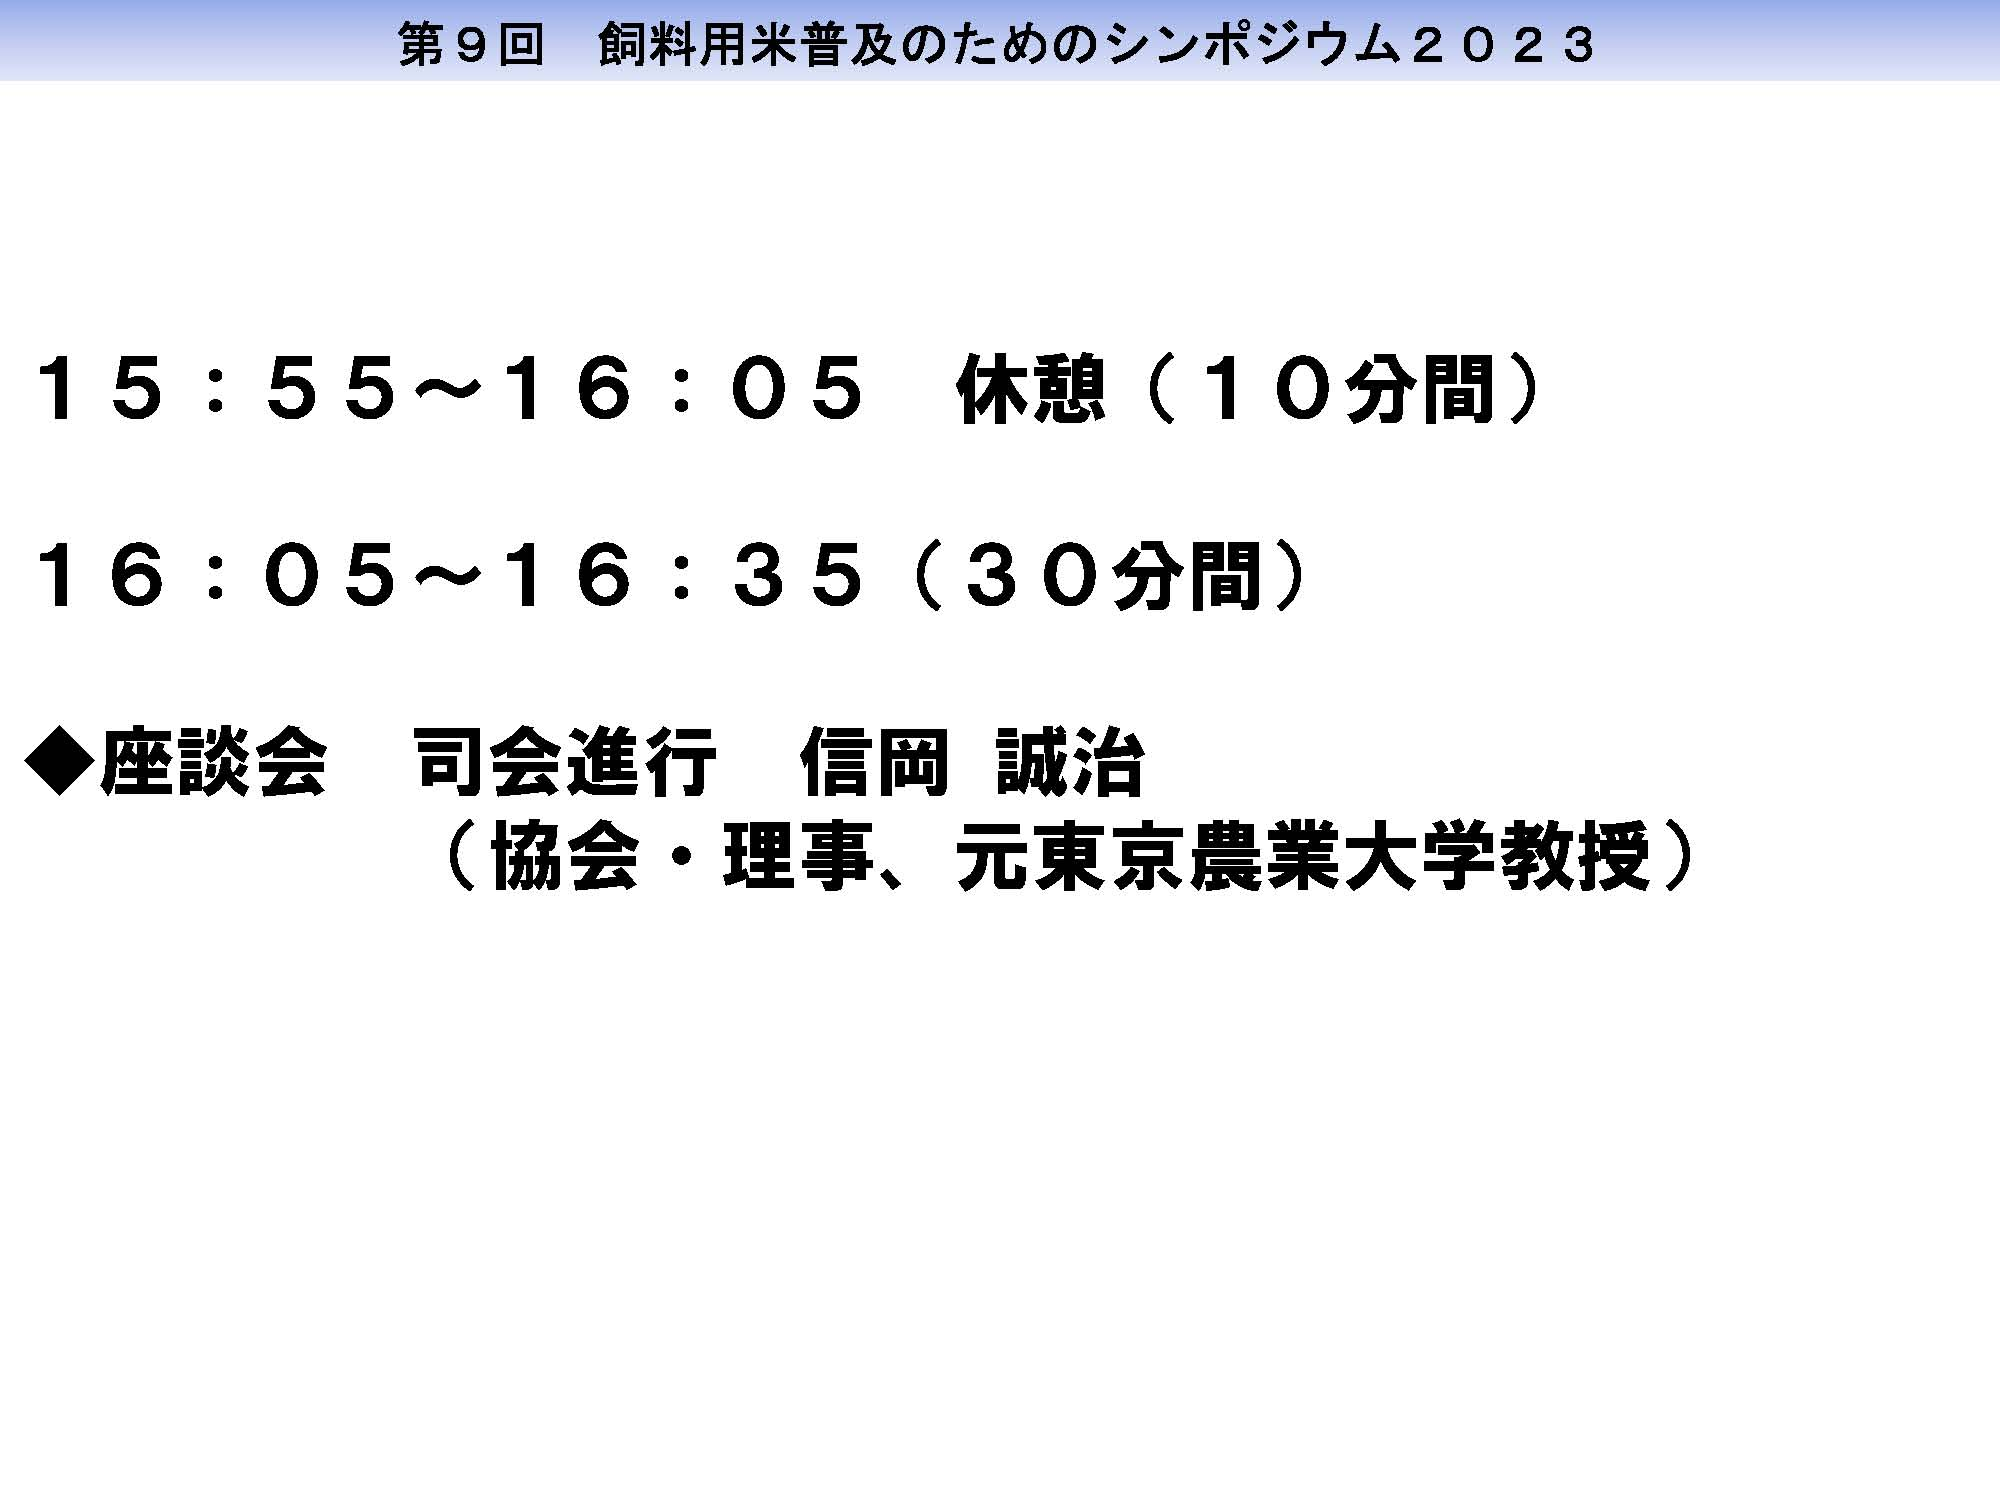 第９回　飼料用米普及のためのシンポジウム２０２３
１５：５５～１６：０５　休憩（１０分間）
１６：０５～１６：３５（３０分間）
◆座談会　司会進行　信岡 誠治
（協会・理事、元東京農業大学教授）